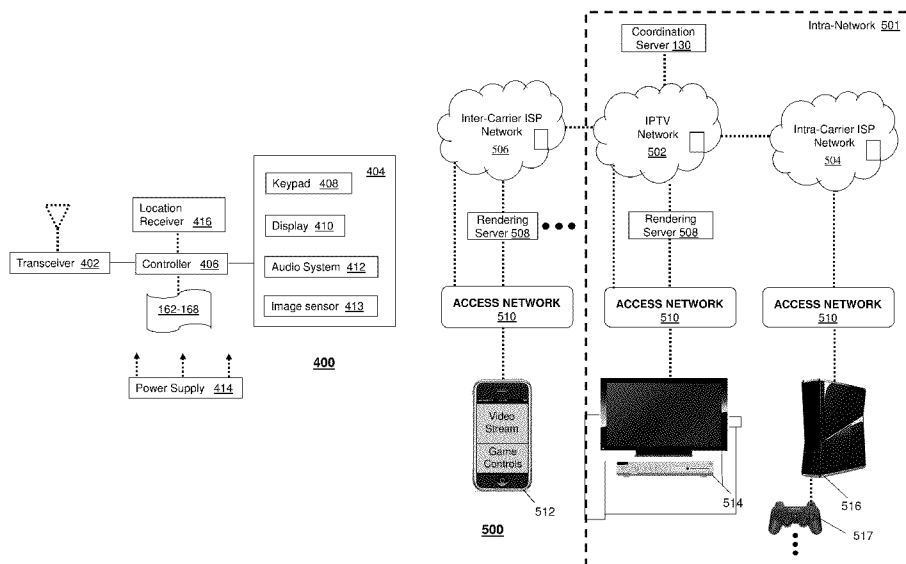 Location
Receiver 416
Transceiver 402
Controller 406
162-168
Power Supply 414
404
Keypad 408
Display 410
Audio System 412
Image sensor 413
400
Intra-Network 501
Coordination
Server 130
Inter-Carrier ISP
Network
506
IPTV
Network
502
Intra-Carrier ISP
Network
504
Rendering
Server 508
Rendering
Server 508
ACCESS NETWORK
510
ACCESS NETWORK
510
ACCESS NETWORK
510
Video
Stream
Game
Controls
512
500
514
516
517